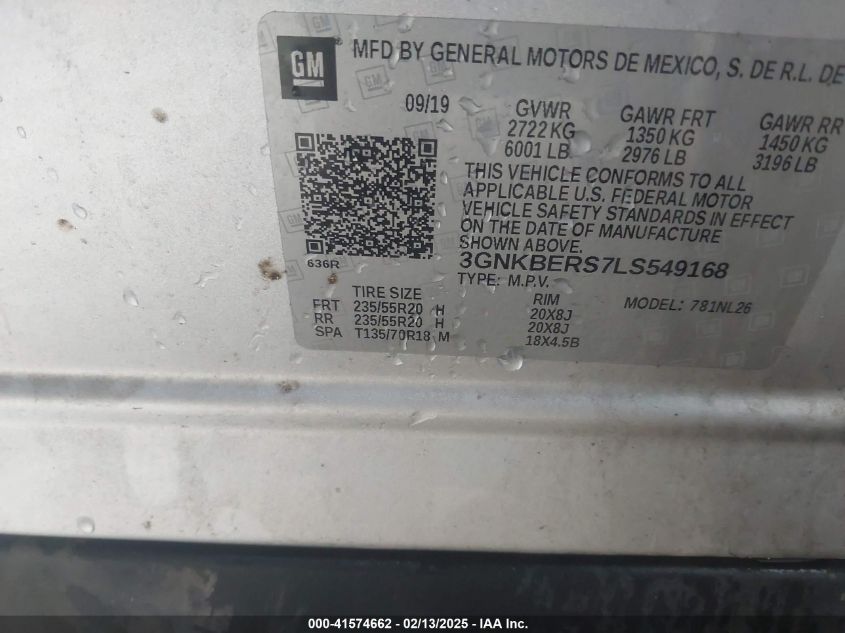 GM
MFD BY GENERAL MOTORS DE MEXICO, S. DE R.L. DE
09/19
GVWR GAWR FRT GAWR RR
2722 KG 1350 KG 1450 KG
6001 LB 2976 LB 3196 LB
THIS VEHICLE CONFORMS TO ALL
APPLICABLE U.S. FEDERAL MOTOR
VEHICLE SAFETY STANDARDS IN EFFECT
ON THE DATE OF MANUFACTURE
SHOWN ABOVE.
636R
3GNKBERS7LS549168
TYPE: M.P.V.
TIRE SIZE RIM MODEL: 781NL26
FRT 235/55R20 H 20X8J
RR 235/55R20 H 20X8J
SPA T135/70R18 M 18X4.5B
000-41574662 - 02/13/2025 - IAA Inc.